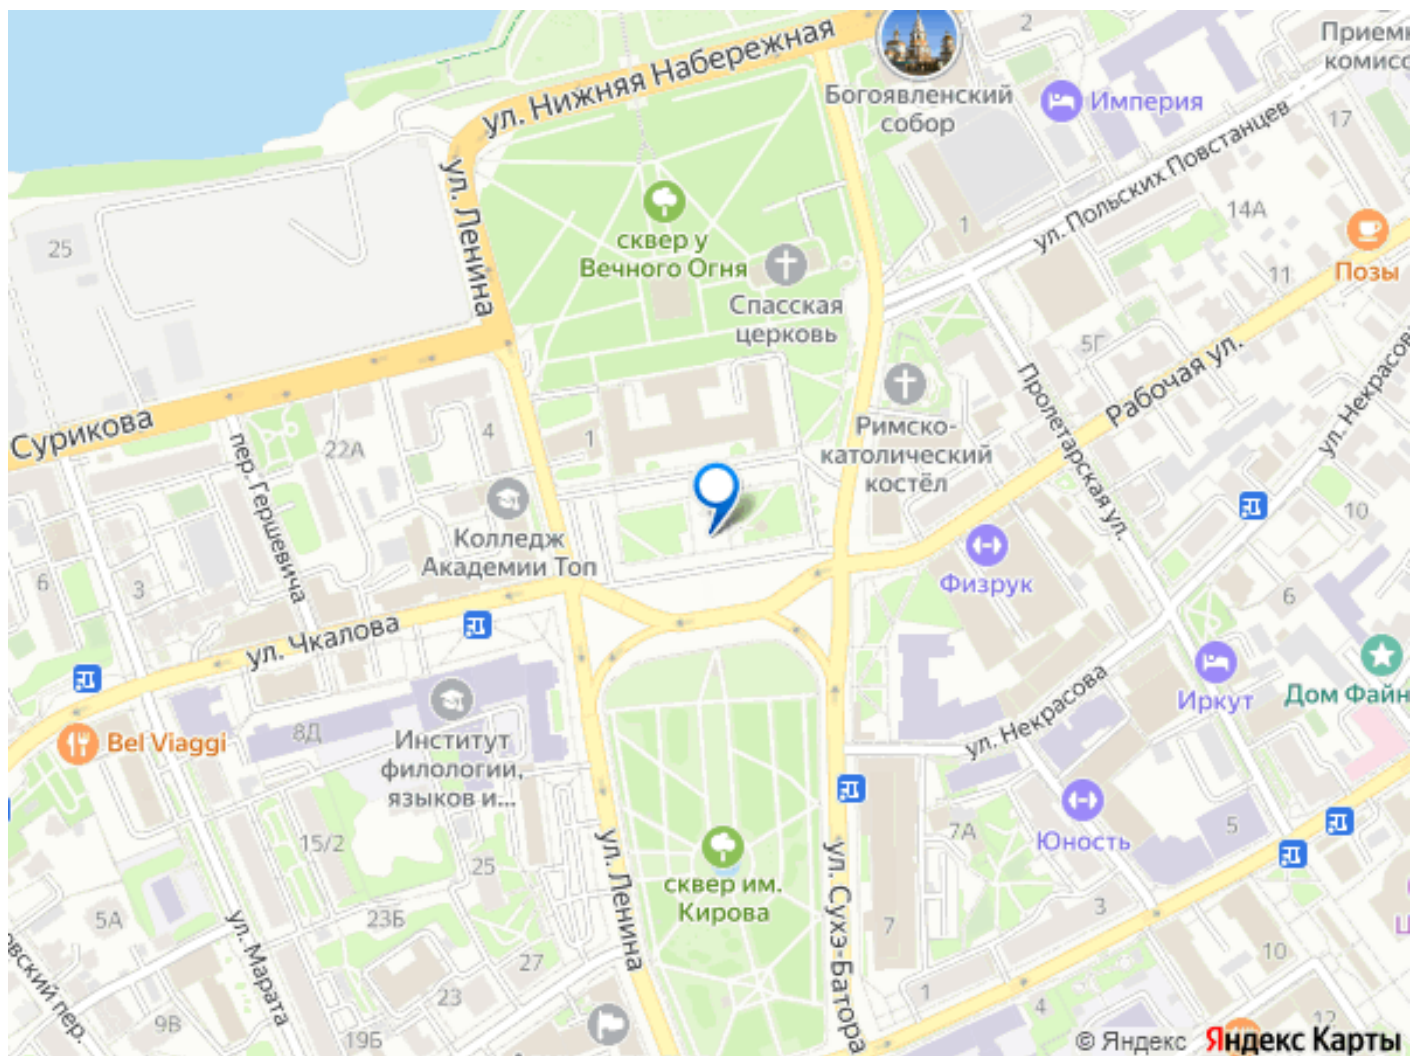 ул. Нижняя Набережная
2
Приемн
комисс
Богоявленский
собор
Империя
17
ул. Польских Повстанцев
ул. Ленина
25
сквер у
Вечного Огня
Спасская
церковь
1
14А
11
Позы
5Г
Рабочая ул.
ул. Некрасова
Сурикова
пер. Гершевича
22А
4
1
Римско-
католический
костёл
Пролетарская ул.
10
Колледж
Академии Топ
6
3
Физрук
6
ул. Чкалова
Иркут
Дом Файн
ул. Некрасова
Bel Viaggi
8Д
Институт
филологии,
языков и...
15/2
25
ул. Ленина
сквер им.
Кирова
ул. Сухэ-Батора
7А
Юность
5
5А
23Б
ул. Марата
27
7
3
10
вский пер.
23
9В
19Б
1
4
12
© Яндекс Яндекс Карты